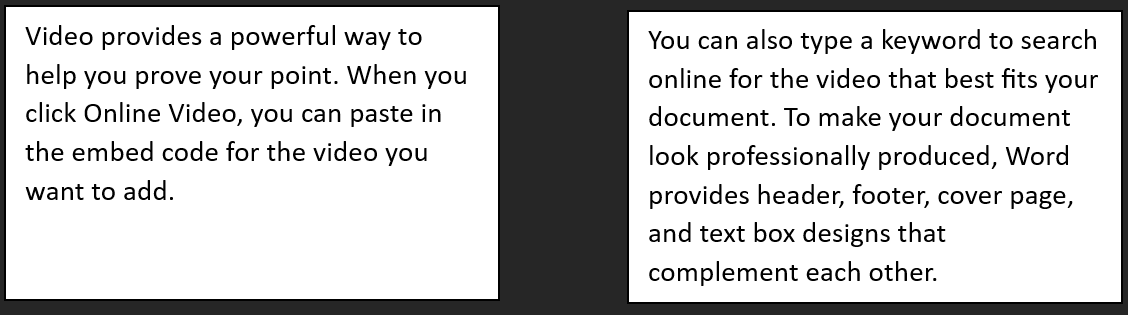 Video provides a powerful way to
help you prove your point. When you
click Online Video, you can paste in
the embed code for the video you
want to add.
You can also type a keyword to search
online for the video that best fits your
document. To make your document
look professionally produced, Word
provides header, footer, cover page,
and text box designs that
complement each other.